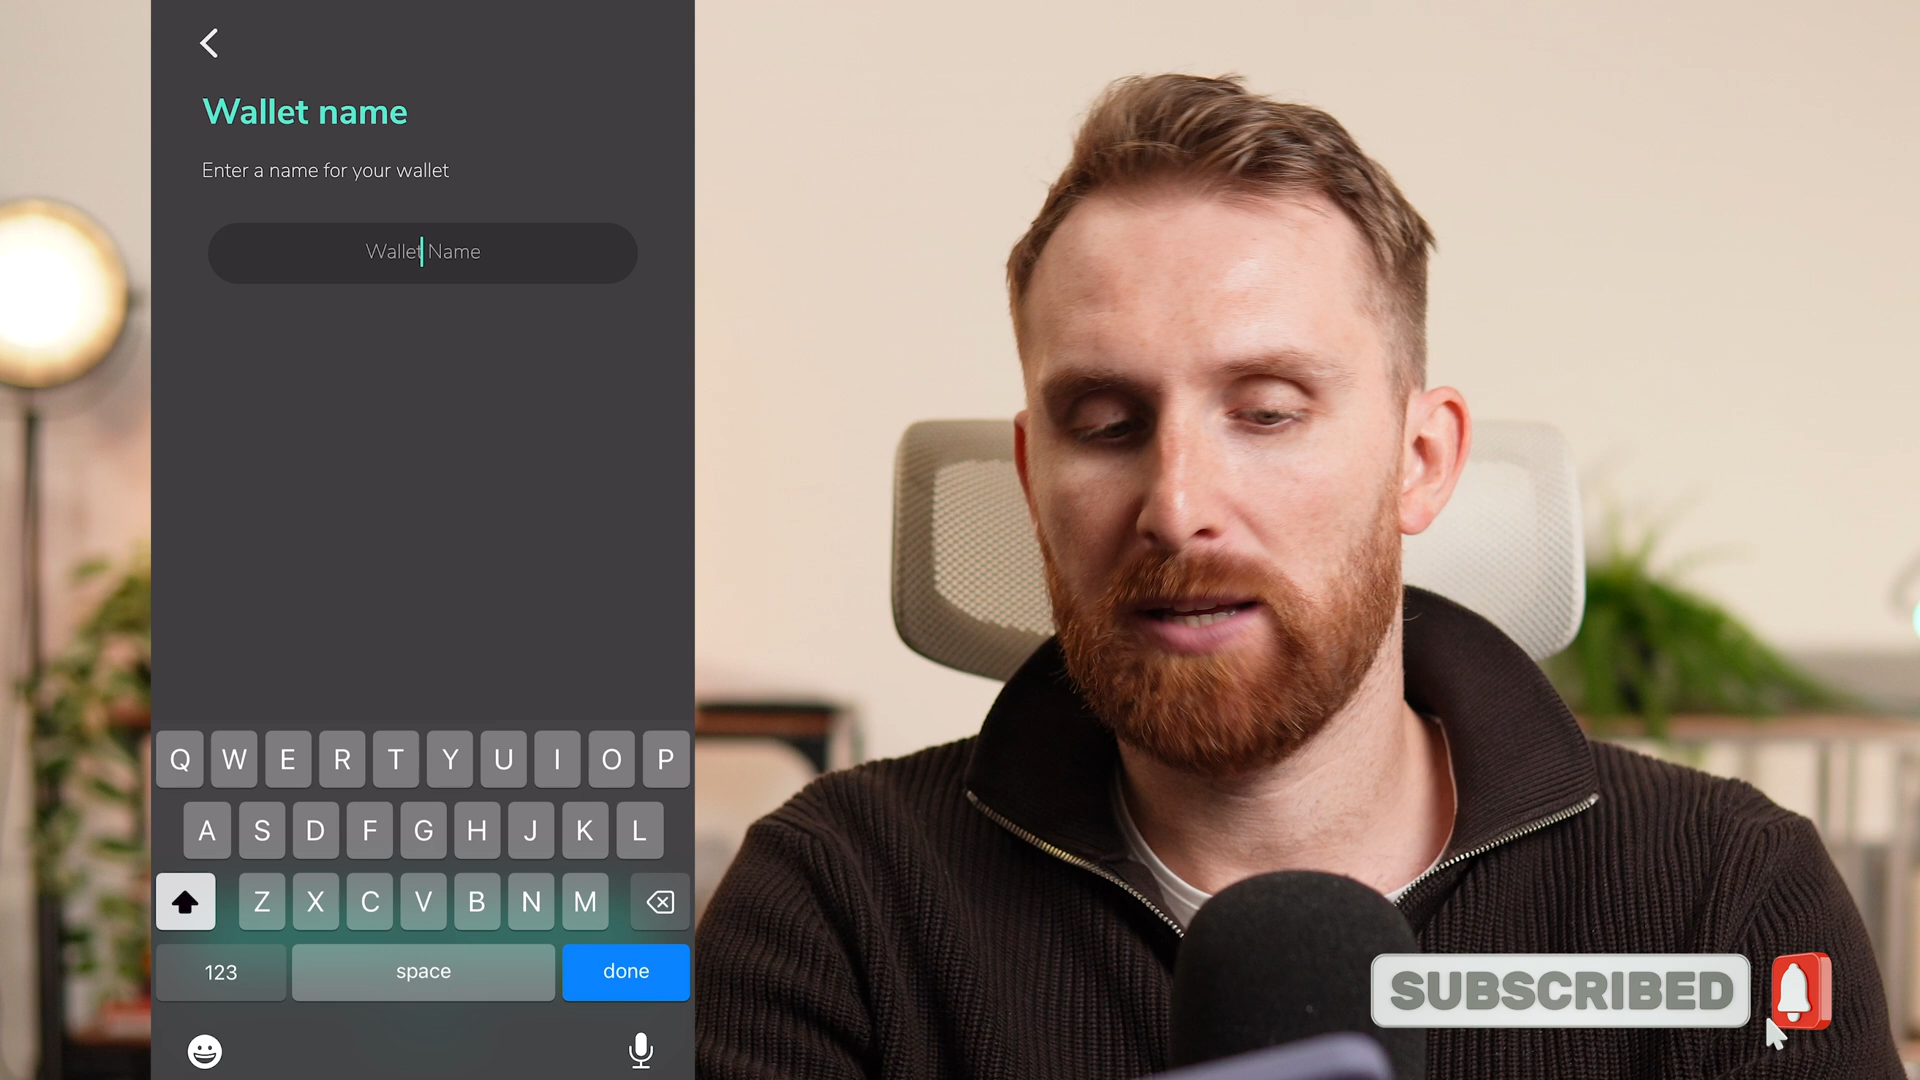 Wallet name
Enter a name for your wallet
Wallet Name
Q W E R T Y U I O P
A S D F G H J K L
Z X C V B N M
123 space done
SUBSCRIBED